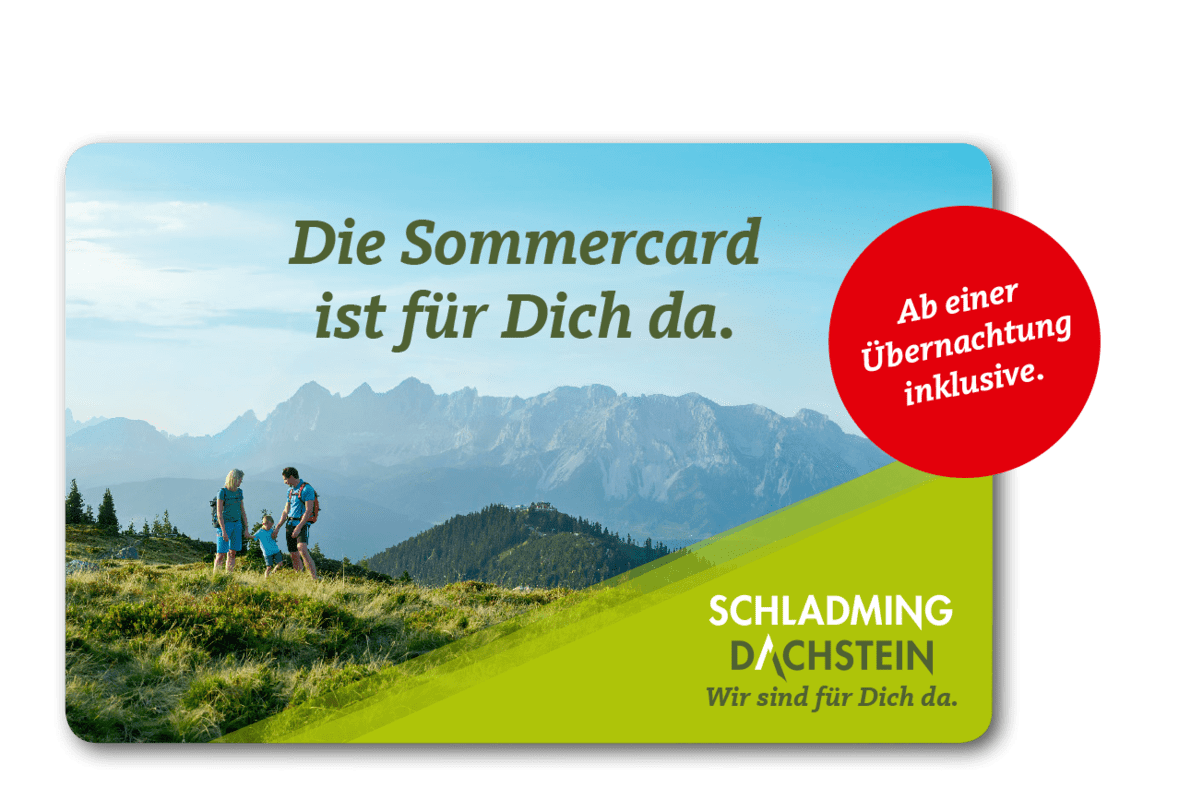 Die Sommercard
ist für Dich da.
Ab einer
Übernachtung
inklusive.
SCHLADMING
DACHSTEIN
Wir sind für Dich da.